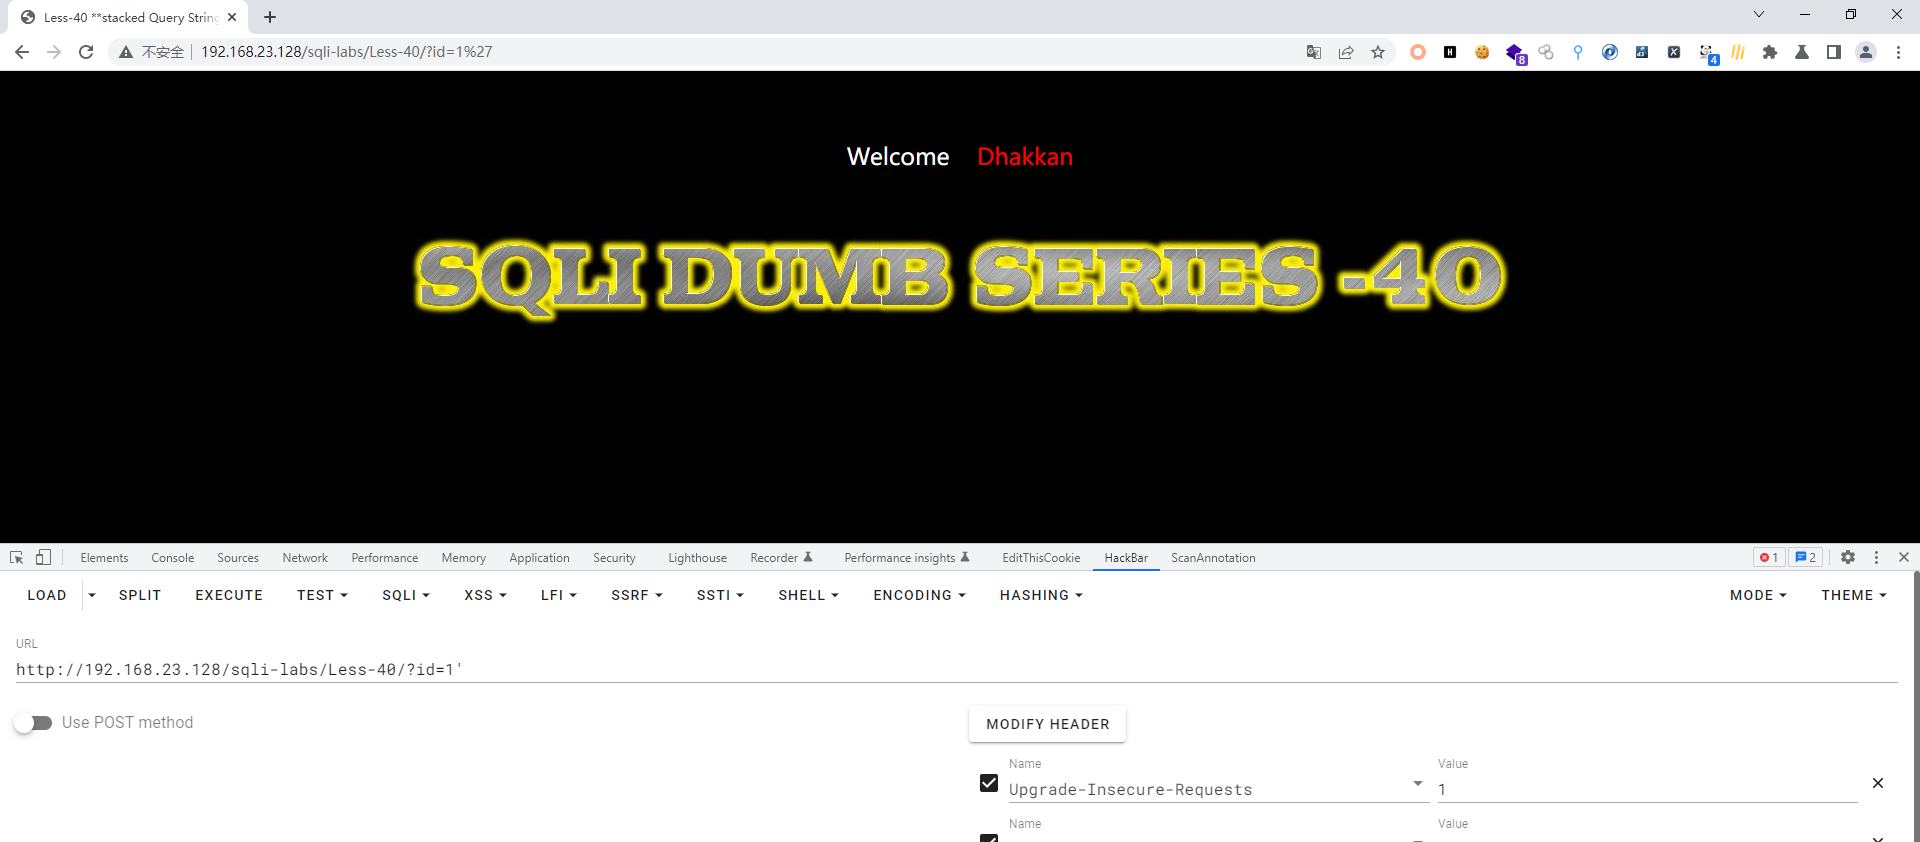 Less-40 **stacked Query String
不安全 192.168.23.128/sqli-labs/Less-40/?id=1%27
8
4
Welcome Dhakkan
SQLI DUMB SERIES -40
Elements Console Sources Network Performance Memory Application Security Lighthouse Recorder Performance insights EditThisCookie HackBar ScanAnnotation 1 2
LOAD SPLIT EXECUTE TEST SQLI XSS LFI SSRF SSTI SHELL ENCODING HASHING MODE THEME
URL
http://192.168.23.128/sqli-labs/Less-40/?id=1'
Use POST method
MODIFY HEADER
Name Value
Upgrade-Insecure-Requests 1
Name Value